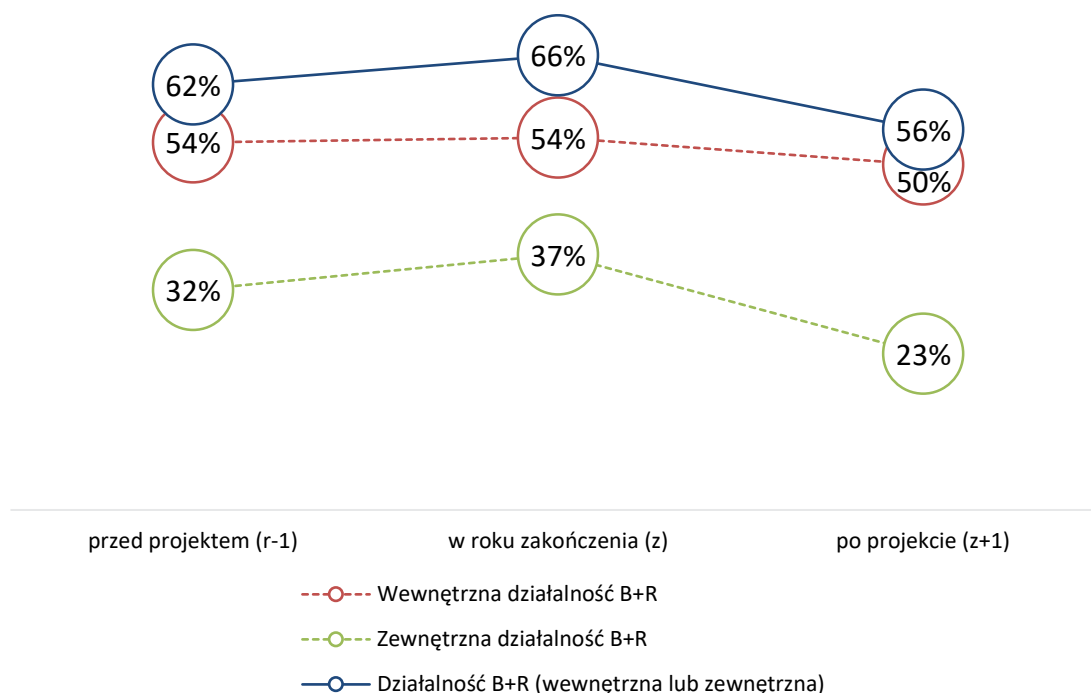 62%
66%
56%
54%
54%
50%
32%
37%
23%
przed projektem (r-1)
w roku zakończenia (z)
po projekcie (z+1)
Wewnętrzna działalność B+R
Zewnętrzna działalność B+R
Działalność B+R (wewnętrzna lub zewnętrzna)